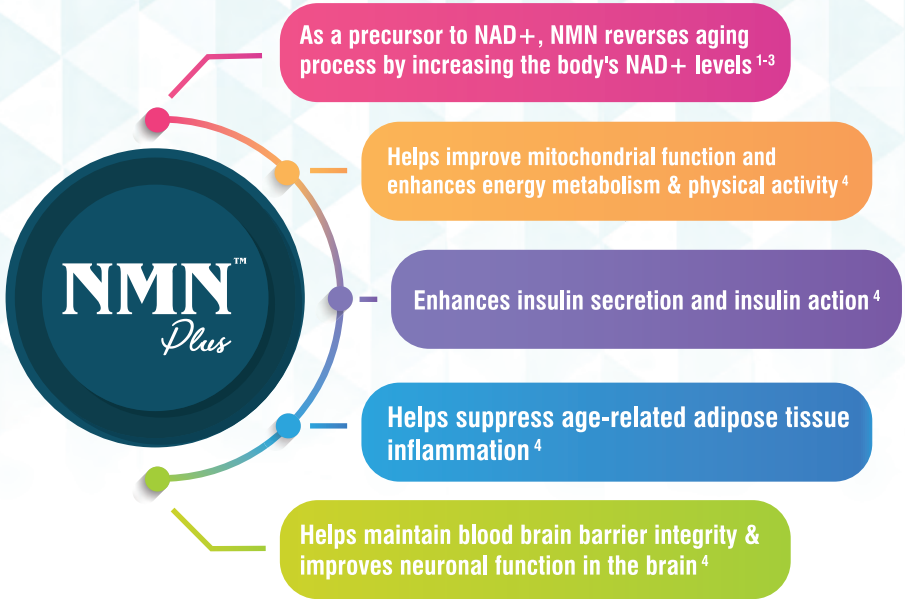 As a precursor to NAD+, NMN reverses aging
process by increasing the body's NAD+ levels 1-3
Helps improve mitochondrial function and
enhances energy metabolism & physical activity 4
NMN™
Plus
Enhances insulin secretion and insulin action 4
Helps suppress age-related adipose tissue
inflammation 4
Helps maintain blood brain barrier integrity &
improves neuronal function in the brain 4